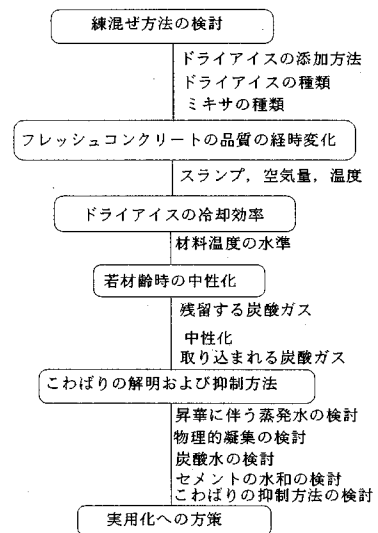 練混ぜ方法の検討
ドライアイスの添加方法
ドライアイスの種類
ミキサの種類
フレッシュコンクリートの品質の経時変化
スランプ，空気量，温度
ドライアイスの冷却効率
材料温度の水準
若材齢時の中性化
残留する炭酸ガス
中性化
取り込まれる炭酸ガス
こわばりの解明および抑制方法
昇華に伴う蒸発水の検討
物理的凝集の検討
炭酸水の検討
セメントの水和の検討
こわばりの抑制方法の検討
実用化への方策